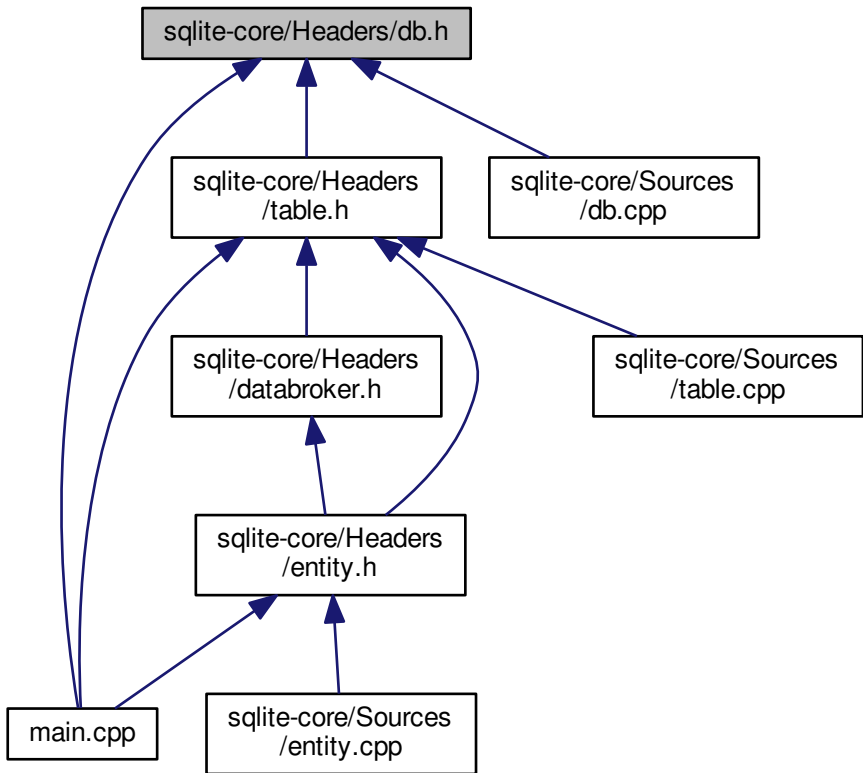 sqlite-core/Headers/db.h
sqlite-core/Headers
/table.h
sqlite-core/Sources
/db.cpp
sqlite-core/Headers
/databroker.h
sqlite-core/Sources
/table.cpp
sqlite-core/Headers
/entity.h
main.cpp
sqlite-core/Sources
/entity.cpp